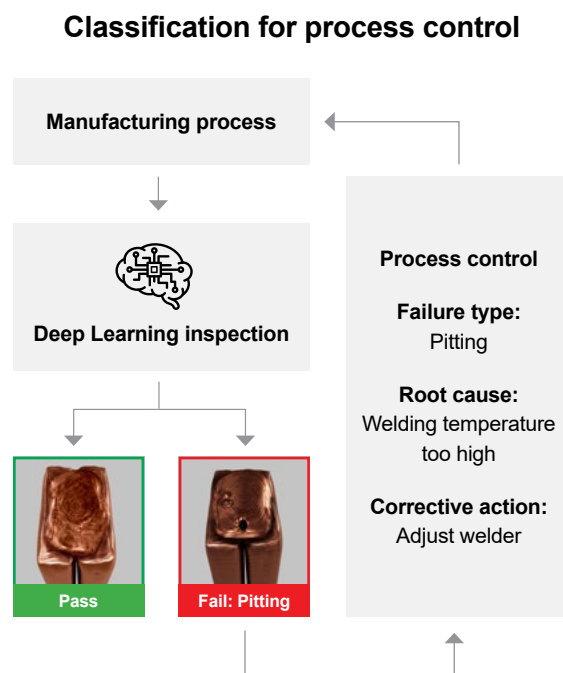 Classification for process control
Manufacturing process
Deep Learning inspection
Pass
Fail: Pitting
Process control
Failure type:
Pitting
Root cause:
Welding temperature
too high
Corrective action:
Adjust welder